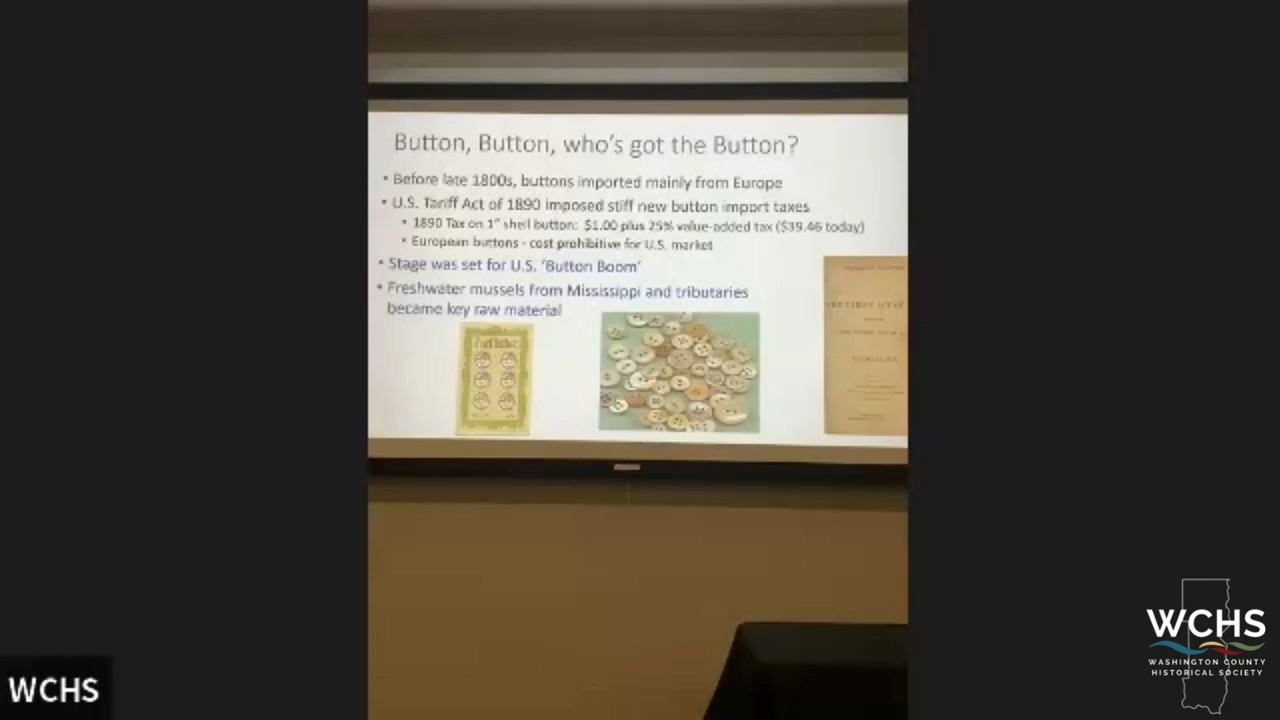 Button, Button, who's got the Button?
• Before late 1800s, buttons imported mainly from Europe
• U.S. Tariff Act of 1890 imposed stiff new button import taxes
• 1890 Tax on 1st shell button: $1.00 plus 25% value-added tax ($39.46 today)
• European buttons - cost prohibitive for U.S. market
• Stage was set for U.S. 'Button Boom'
• Freshwater mussels from Mississippi and tributaries
became key raw material
WCHS
WCHS
WASHINGTON COUNTY
HISTORICAL SOCIETY